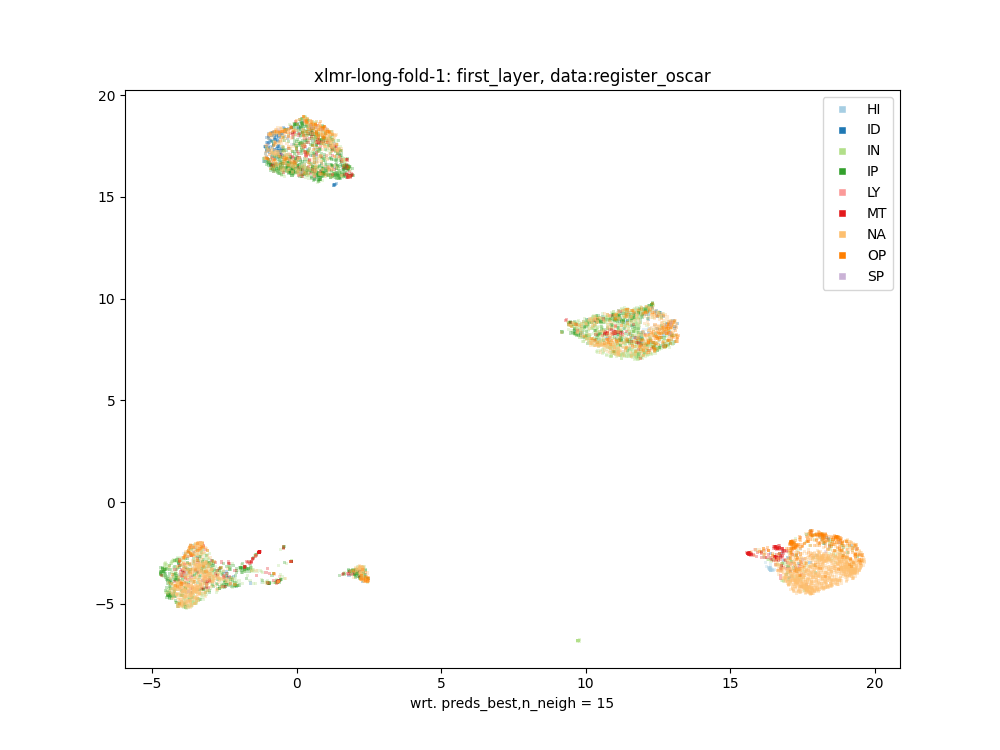 xlmr-long-fold-1: first_layer, data:register_oscar
20
15
10
5
0
−5
−5
0
5
10
15
20
wrt. preds_best,n_neigh = 15
HI
ID
IN
IP
LY
MT
NA
OP
SP